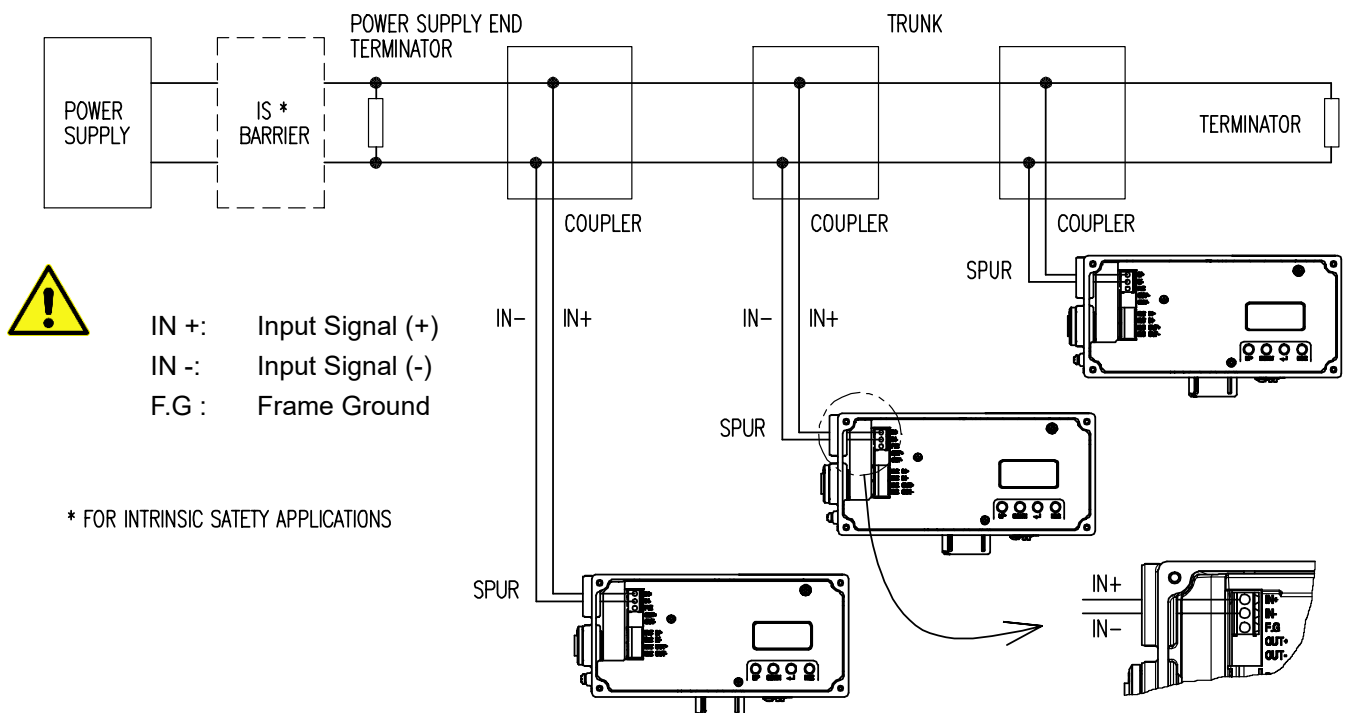 POWER SUPPLY END
TERMINATOR
TRUNK
POWER
SUPPLY
IS *
BARRIER
TERMINATOR
COUPLER
COUPLER
COUPLER
SPUR
IN-
IN+
IN-
IN+
IN +: Input Signal (+)
IN -: Input Signal (-)
F.G : Frame Ground
SPUR
* FOR INTRINSIC SATETY APPLICATIONS
SPUR
IN+
IN-
IN+
IN-
F.G
OUT+
OUT-